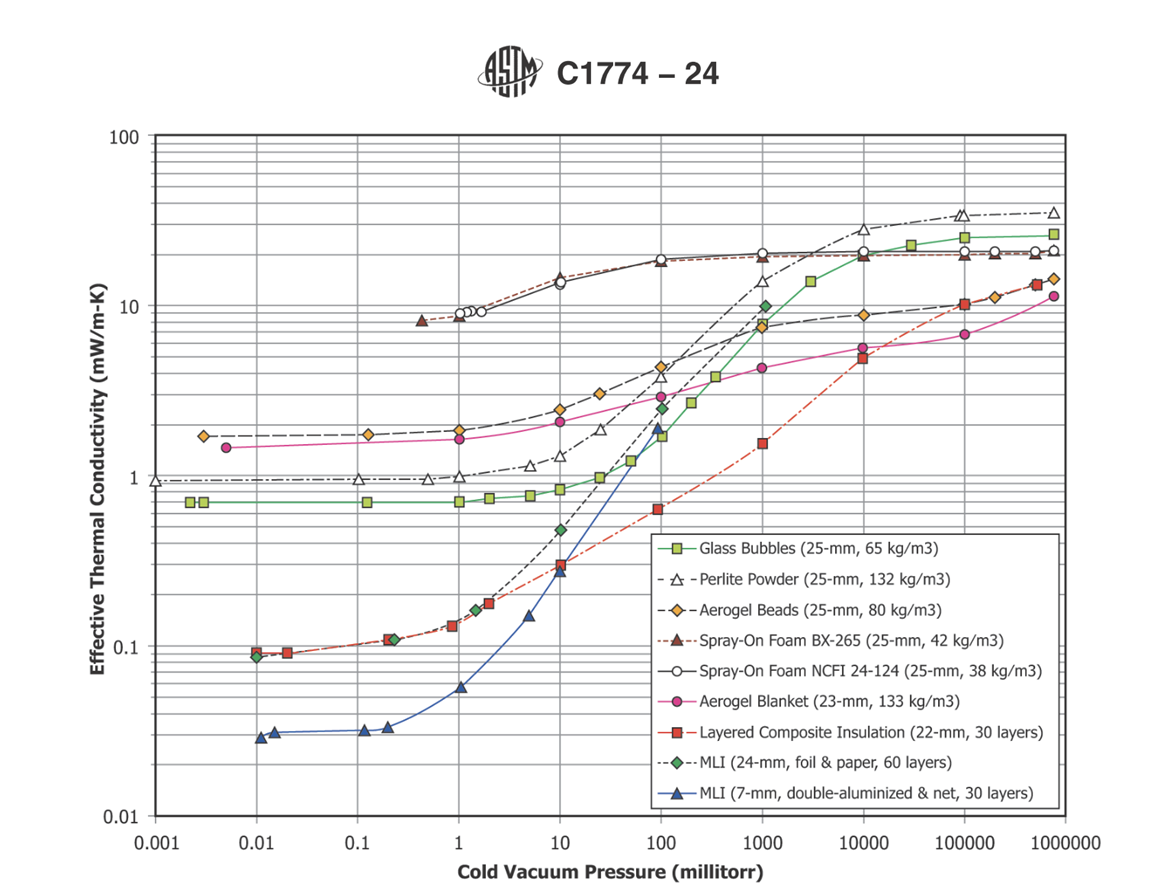 ASTM C1774 – 24
Effective Thermal Conductivity (mW/m-K)
100
10
1
0.1
0.01
Glass Bubbles (25-mm, 65 kg/m3)
Perlite Powder (25-mm, 132 kg/m3)
Aerogel Beads (25-mm, 80 kg/m3)
Spray-On Foam BX-265 (25-mm, 42 kg/m3)
Spray-On Foam NCFI 24-124 (25-mm, 38 kg/m3)
Aerogel Blanket (23-mm, 133 kg/m3)
Layered Composite Insulation (22-mm, 30 layers)
MLI (24-mm, foil & paper, 60 layers)
MLI (7-mm, double-aluminized & net, 30 layers)
0.001 0.01 0.1 1 10 100 1000 10000 100000 1000000
Cold Vacuum Pressure (millitorr)